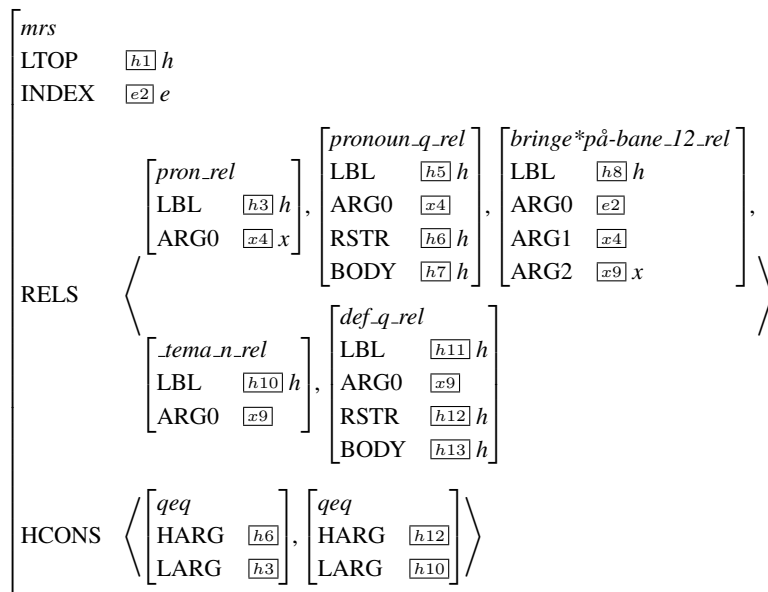 mrs
LTOP h1 h
INDEX e2 e
RELS ⟨ [pron_rel LBL h3 h ARG0 x4 x], [pronoun_q_rel LBL h5 h ARG0 x4 RSTR h6 h BODY h7 h], [bringe*på-bane_12_rel LBL h8 h ARG0 e2 ARG1 x4 ARG2 x9 x],
[_tema_n_rel LBL h10 h ARG0 x9], [def_q_rel LBL h11 h ARG0 x9 RSTR h12 h BODY h13 h] ⟩
HCONS ⟨ [qeq HARG h6 LARG h3], [qeq HARG h12 LARG h10] ⟩